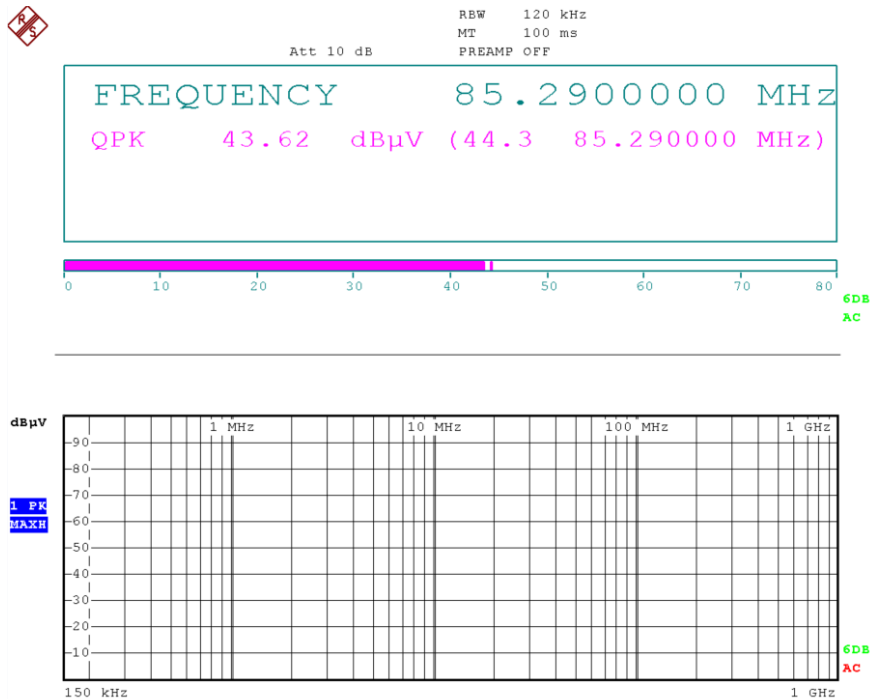 R S
RBW 120 kHz
MT 100 ms
Att 10 dB PREAMP OFF
FREQUENCY 85.2900000 MHz
QPK 43.62 dBµV (44.3 85.290000 MHz)
0 10 20 30 40 50 60 70 80
6DB
AC
dBµV
1 MHz 10 MHz 100 MHz 1 GHz
90
80
70
1 PK
60
MAXH
50
40
30
20
10
6DB
AC
150 kHz 1 GHz